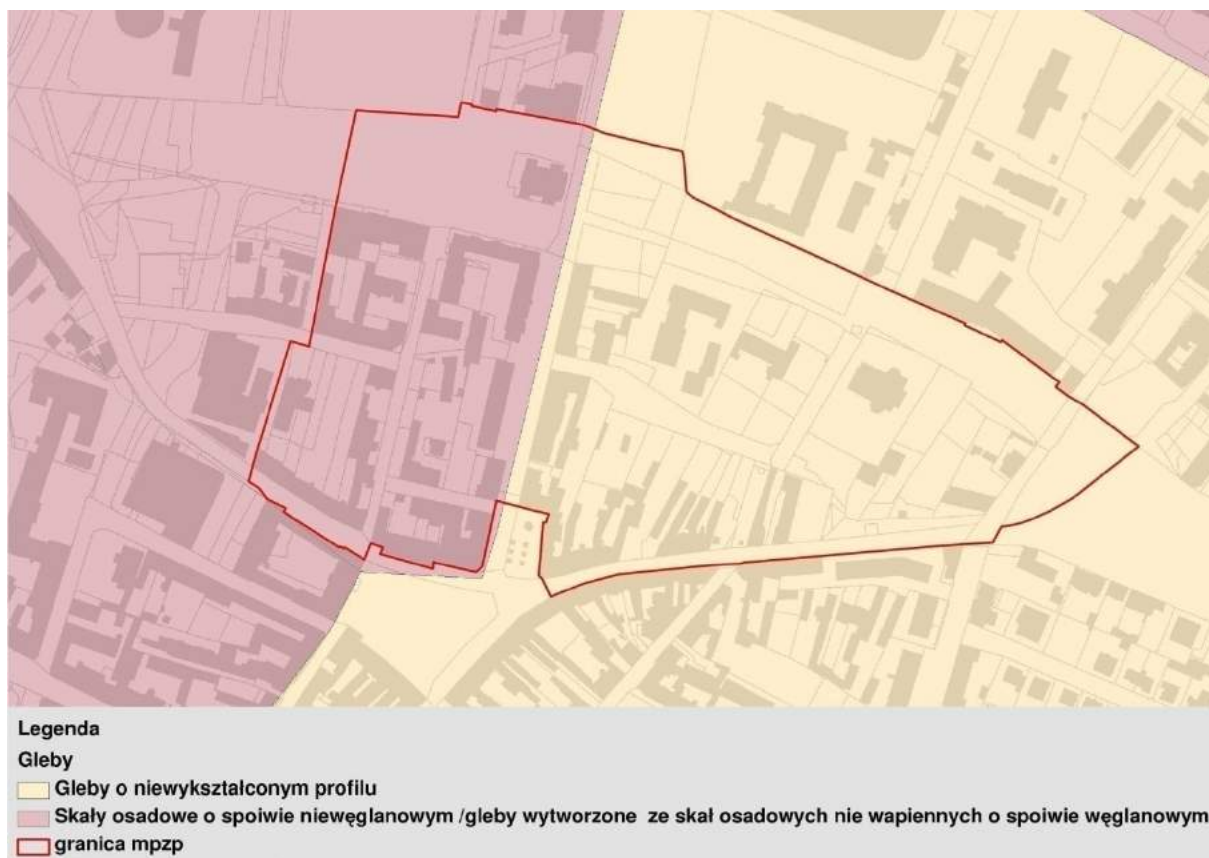 Legenda
Gleby
Gleby o niewykształconym profilu
Skały osadowe o spoiwie niewęglanowym /gleby wytworzone ze skał osadowych nie wapiennych o spoiwie węglanowym
granica mpzp